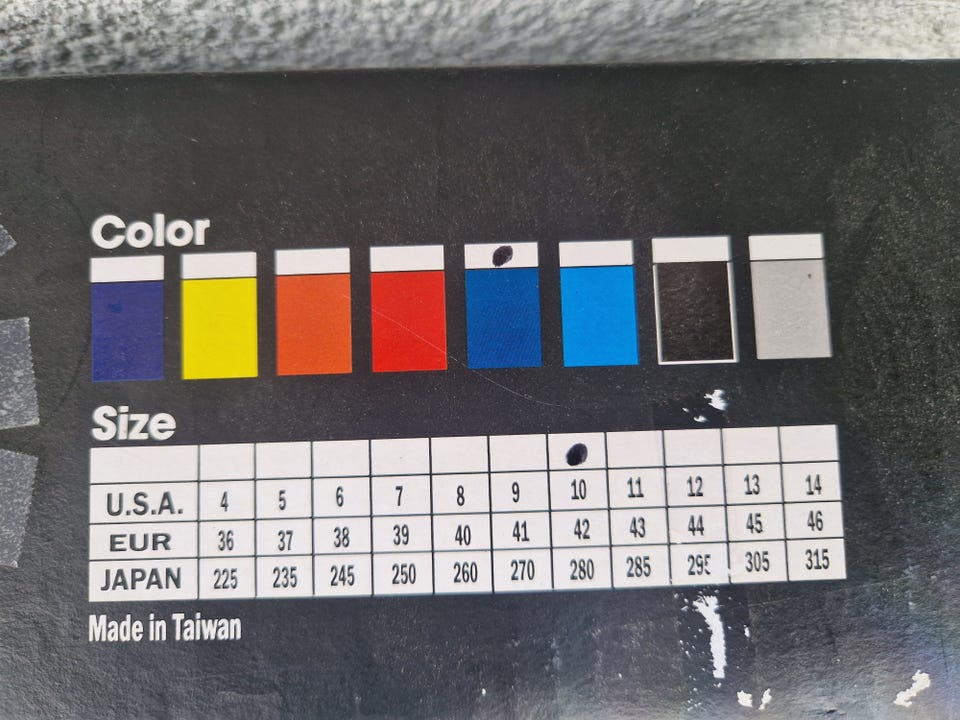 Color
Size
U.S.A. 4 5 6 7 8 9 10 11 12 13 14
EUR 36 37 38 39 40 41 42 43 44 45 46
JAPAN 225 235 245 250 260 270 280 285 295 305 315
Made in Taiwan